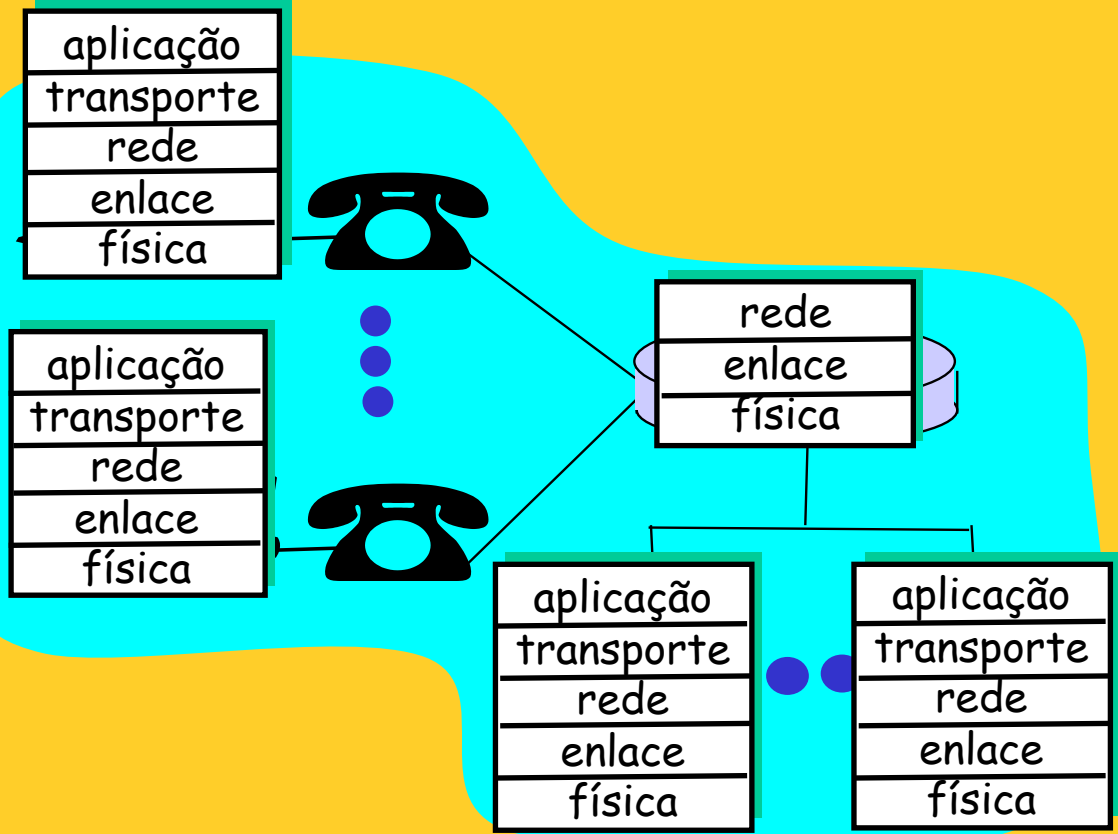 aplicação
transporte
rede
enlace
física
aplicação
transporte
rede
enlace
física
rede
enlace
física
aplicação
transporte
rede
enlace
física
aplicação
transporte
rede
enlace
física